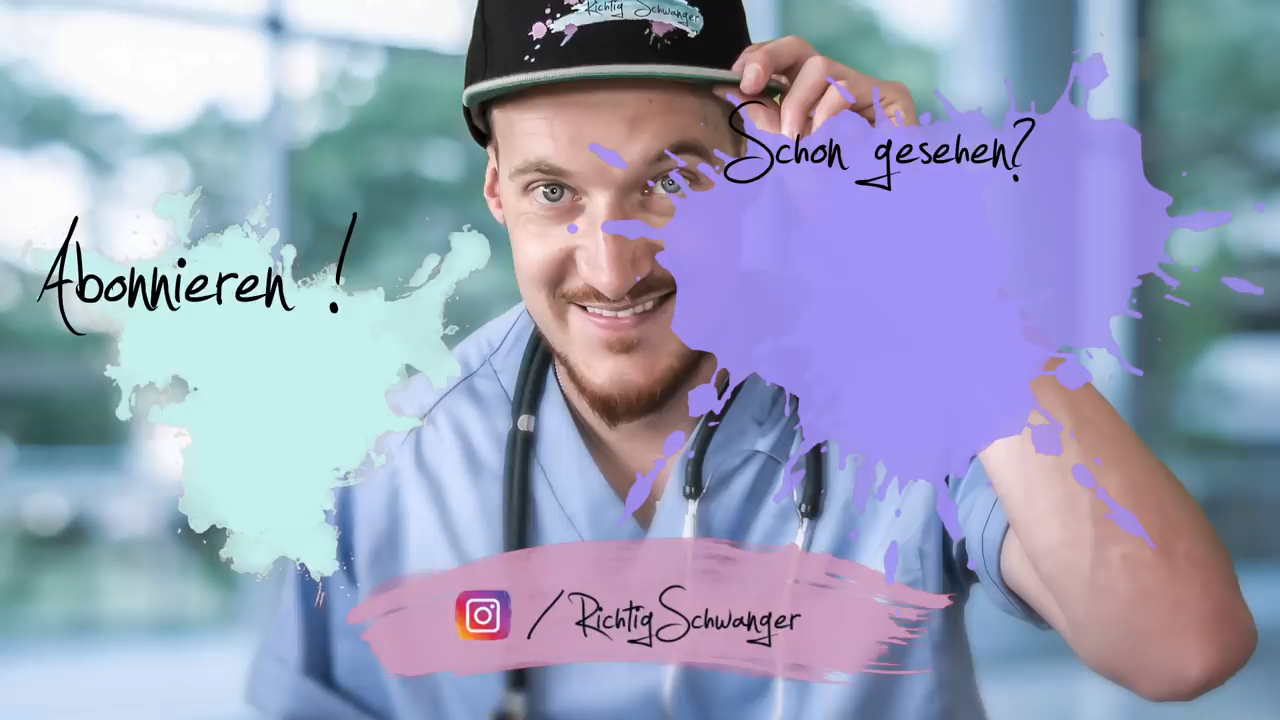 Richtig Schwanger
Schon gesehen?
Abonnieren !
/RichtigSchwanger